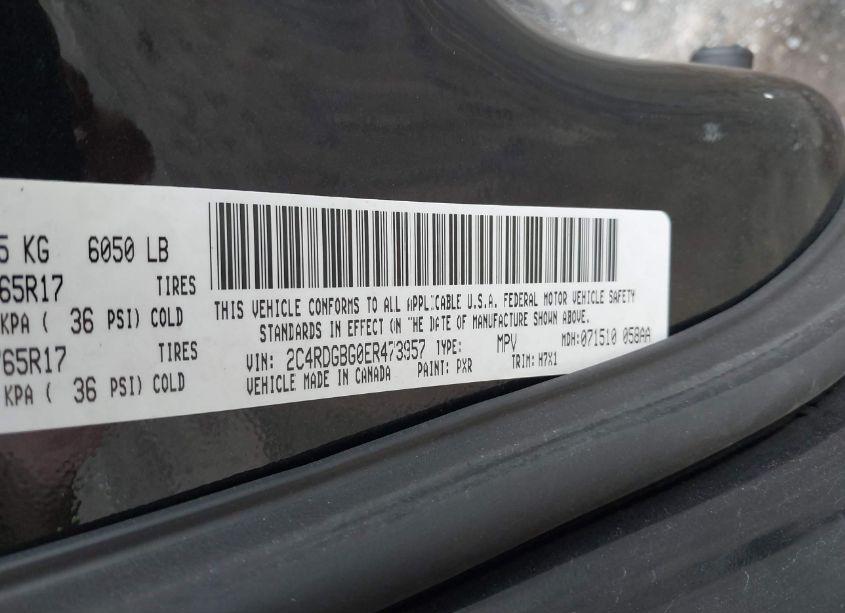 5 KG 6050 LB
65R17 TIRES
KPA ( 36 PSI) COLD
65R17 TIRES
KPA ( 36 PSI) COLD
THIS VEHICLE CONFORMS TO ALL APPLICABLE U.S.A. FEDERAL MOTOR VEHICLE SAFETY
STANDARDS IN EFFECT ON THE DATE OF MANUFACTURE SHOWN ABOVE.
VIN: 2C4RDGBG0ER473957 TYPE: MPV MDH: 071510 058AA
VEHICLE MADE IN CANADA PAINT: PXR TRIM: H7X1